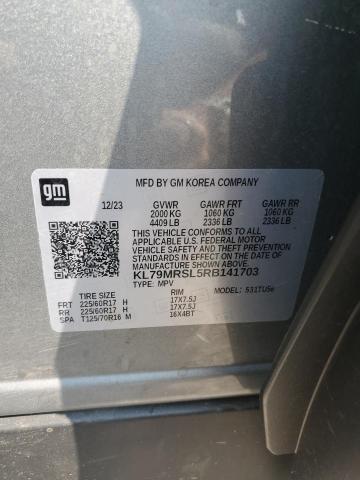 gm
MFD BY GM KOREA COMPANY
12/23 GVWR GAWR FRT GAWR RR
2000 KG 1060 KG 1060 KG
4409 LB 2336 LB 2336 LB
THIS VEHICLE CONFORMS TO ALL
APPLICABLE U.S. FEDERAL MOTOR
VEHICLE SAFETY AND THEFT PREVENTION
STANDARDS IN EFFECT ON THE DATE OF
MANUFACTURE SHOWN ABOVE.
KL79MRSL5RB141703
TYPE: MPV MODEL: 531TU56
TIRE SIZE RIM
FRT 225/60R17 H 17X7.5J
RR 225/60R17 H 17X7.5J
SPA T125/70R16 M 16X4BT